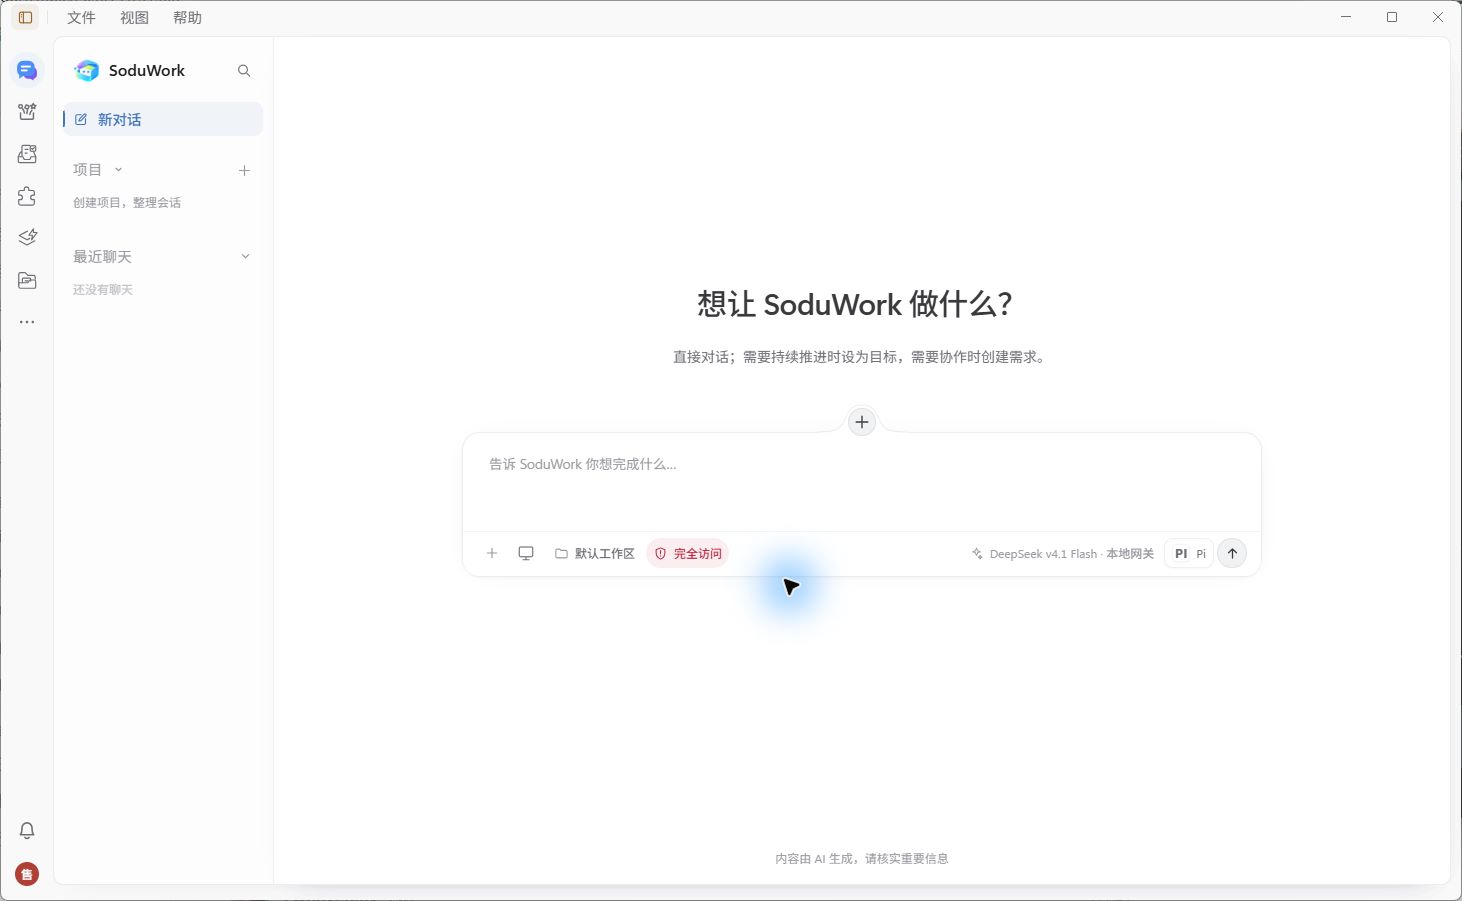 文件 视图 帮助
SoduWork
新对话
项目
创建项目，整理会话
最近聊天
还没有聊天
想让 SoduWork 做什么？
直接对话；需要持续推进时设为目标，需要协作时创建需求。
告诉 SoduWork 你想完成什么...
默认工作区 完全访问 DeepSeek v4.1 Flash · 本地网关 PI Pi
内容由 AI 生成，请核实重要信息
售